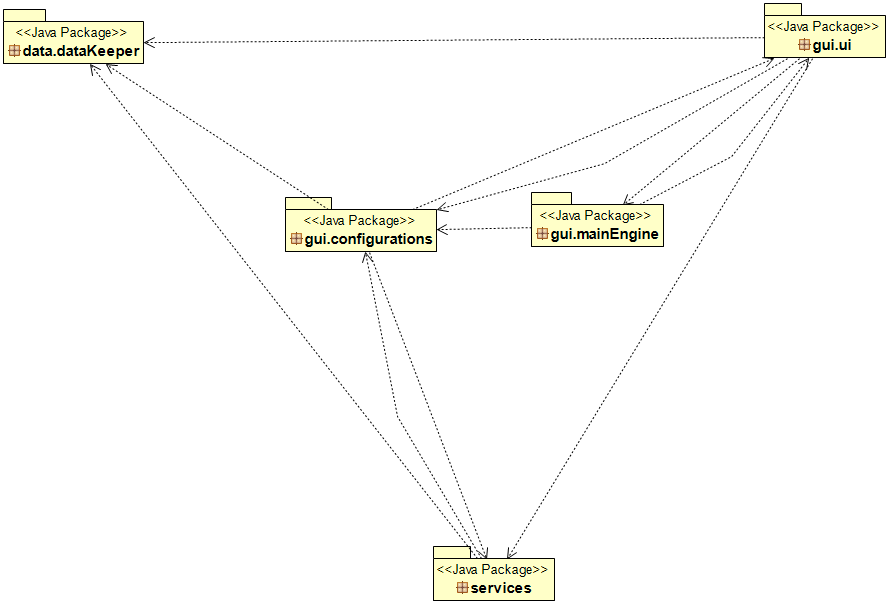 <<Java Package>>
data.dataKeeper
<<Java Package>>
gui.ui
<<Java Package>>
gui.configurations
<<Java Package>>
gui.mainEngine
<<Java Package>>
services